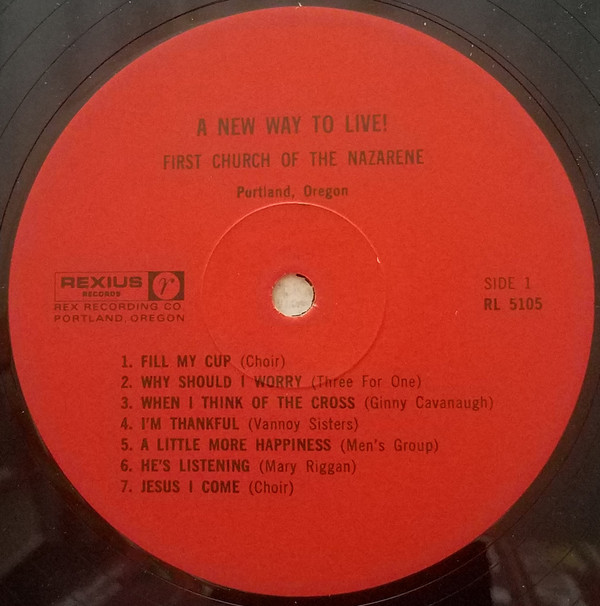 A NEW WAY TO LIVE!
FIRST CHURCH OF THE NAZARENE
Portland, Oregon
REXIUS r
RECORDS
REX RECORDING CO.
PORTLAND, OREGON
SIDE 1
RL 5105
1. FILL MY CUP (Choir)
2. WHY SHOULD I WORRY (Three For One)
3. WHEN I THINK OF THE CROSS (Ginny Cavanaugh)
4. I'M THANKFUL (Vannoy Sisters)
5. A LITTLE MORE HAPPINESS (Men's Group)
6. HE'S LISTENING (Mary Riggan)
7. JESUS I COME (Choir)